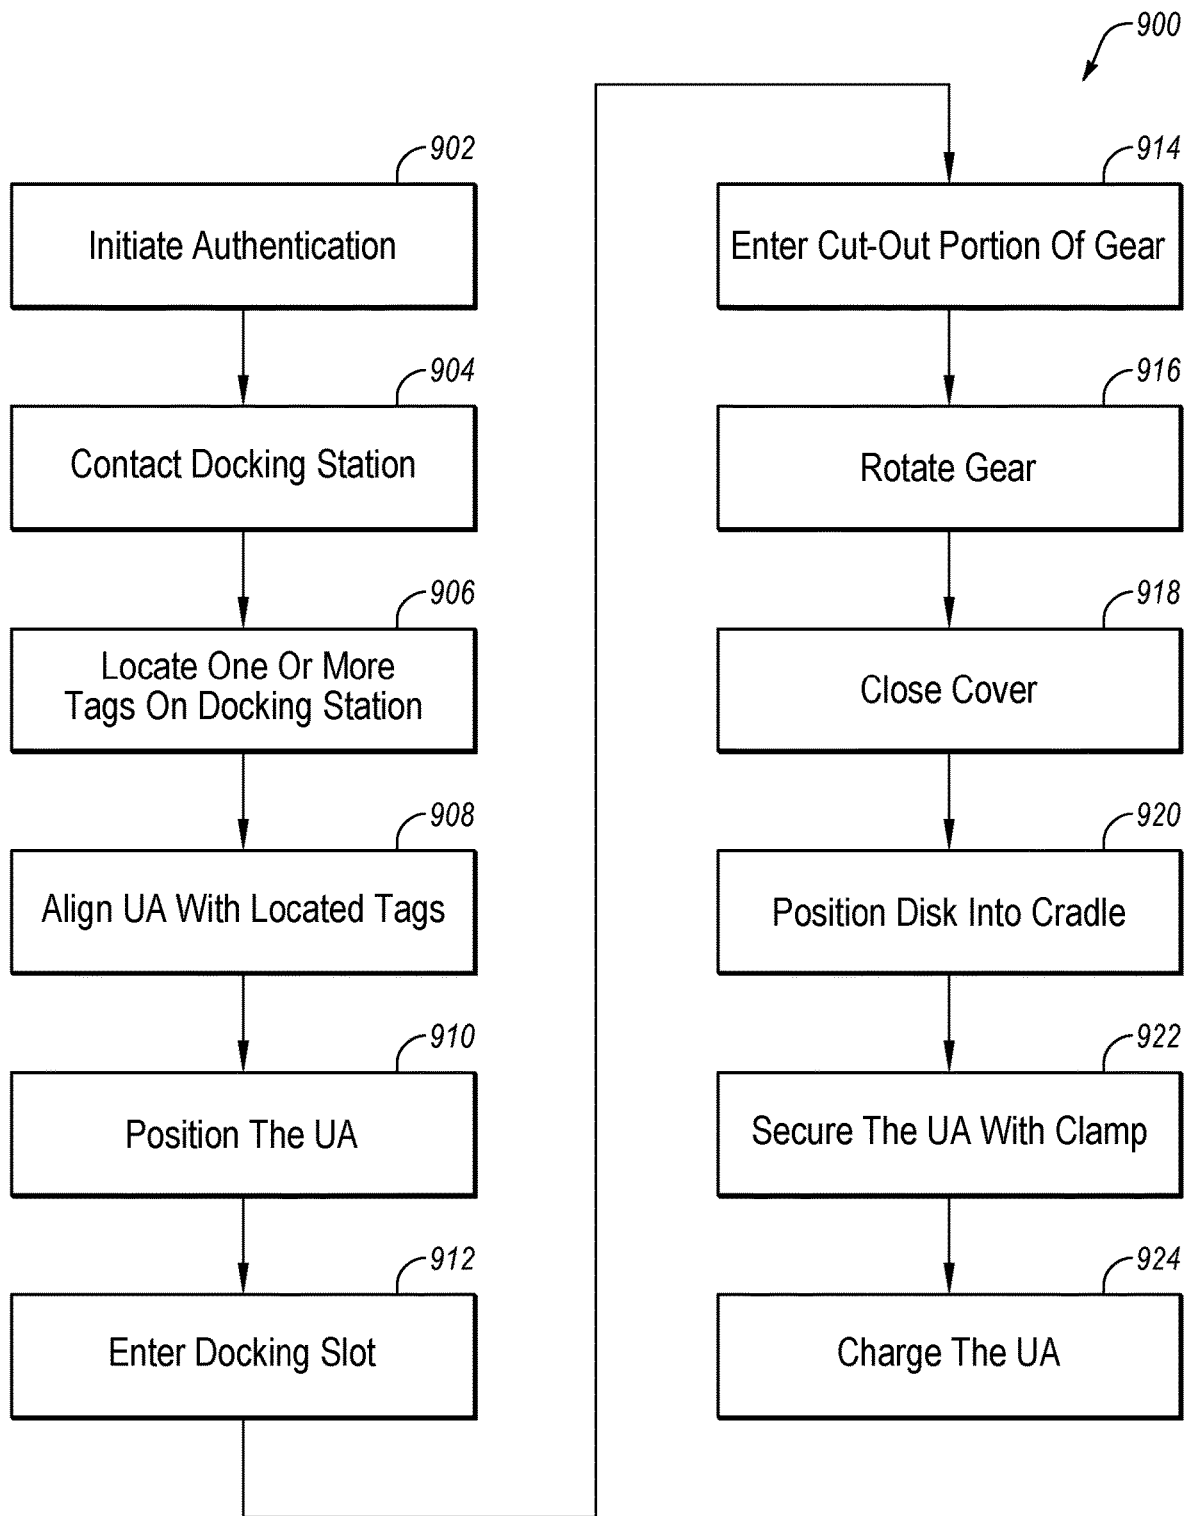 900
902
Initiate Authentication
904
Contact Docking Station
906
Locate One Or More
Tags On Docking Station
908
Align UA With Located Tags
910
Position The UA
912
Enter Docking Slot
914
Enter Cut-Out Portion Of Gear
916
Rotate Gear
918
Close Cover
920
Position Disk Into Cradle
922
Secure The UA With Clamp
924
Charge The UA